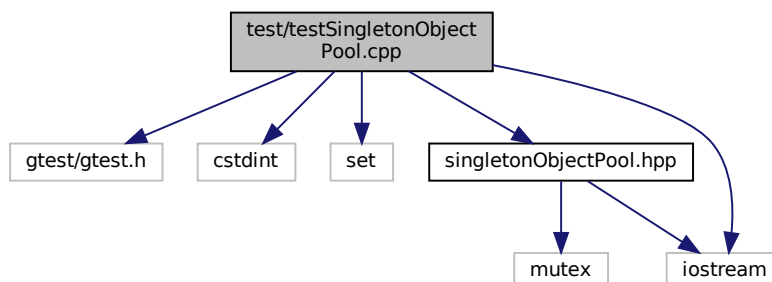 test/testSingletonObject
Pool.cpp
gtest/gtest.h
cstdint
set
singletonObjectPool.hpp
mutex
iostream